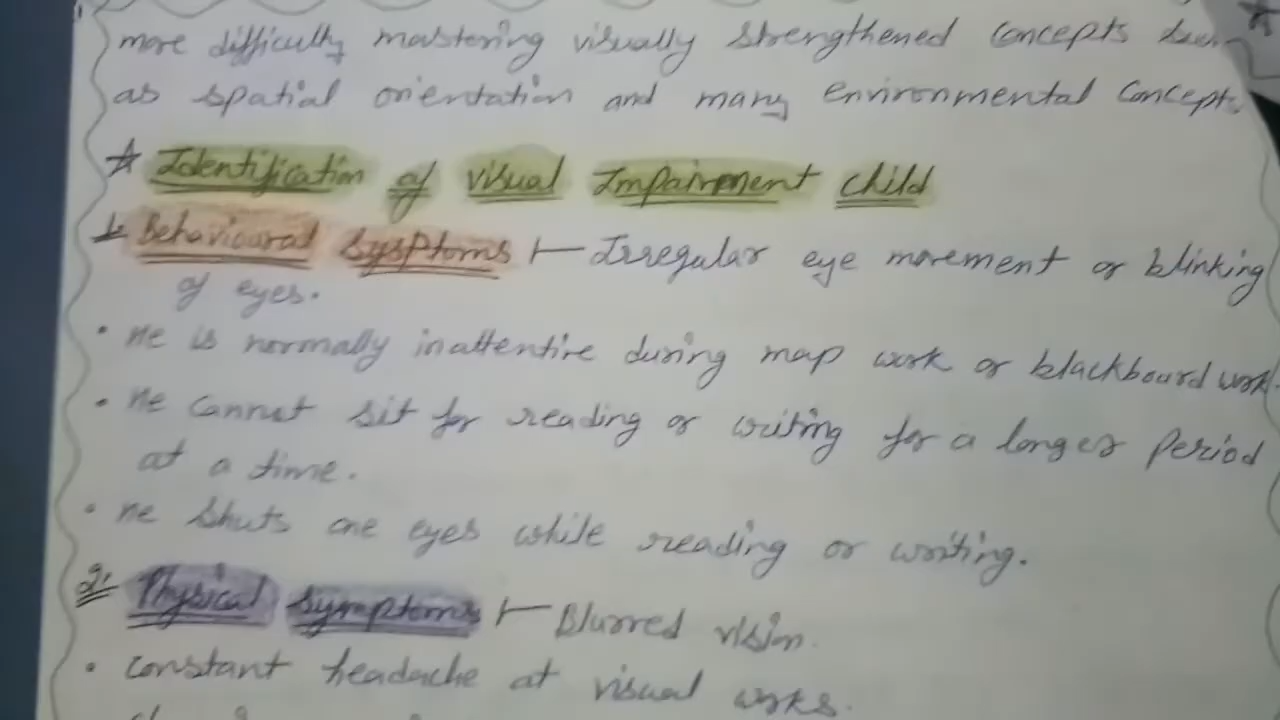 more difficulty mastering visually strengthened concepts such
as spatial orientation and many environmental concepts
☆ Identification of visual Impairment child
1. Behavioural Sysptoms :- Irregular eye movement or blinking
of eyes.
• He is normally inattentive during map work or blackboard work.
• He cannot sit for reading or writing for a longer period
at a time.
• He shuts one eyes while reading or writing.
2. Physical symptoms :- Blurred vision.
• constant headache at visual works.